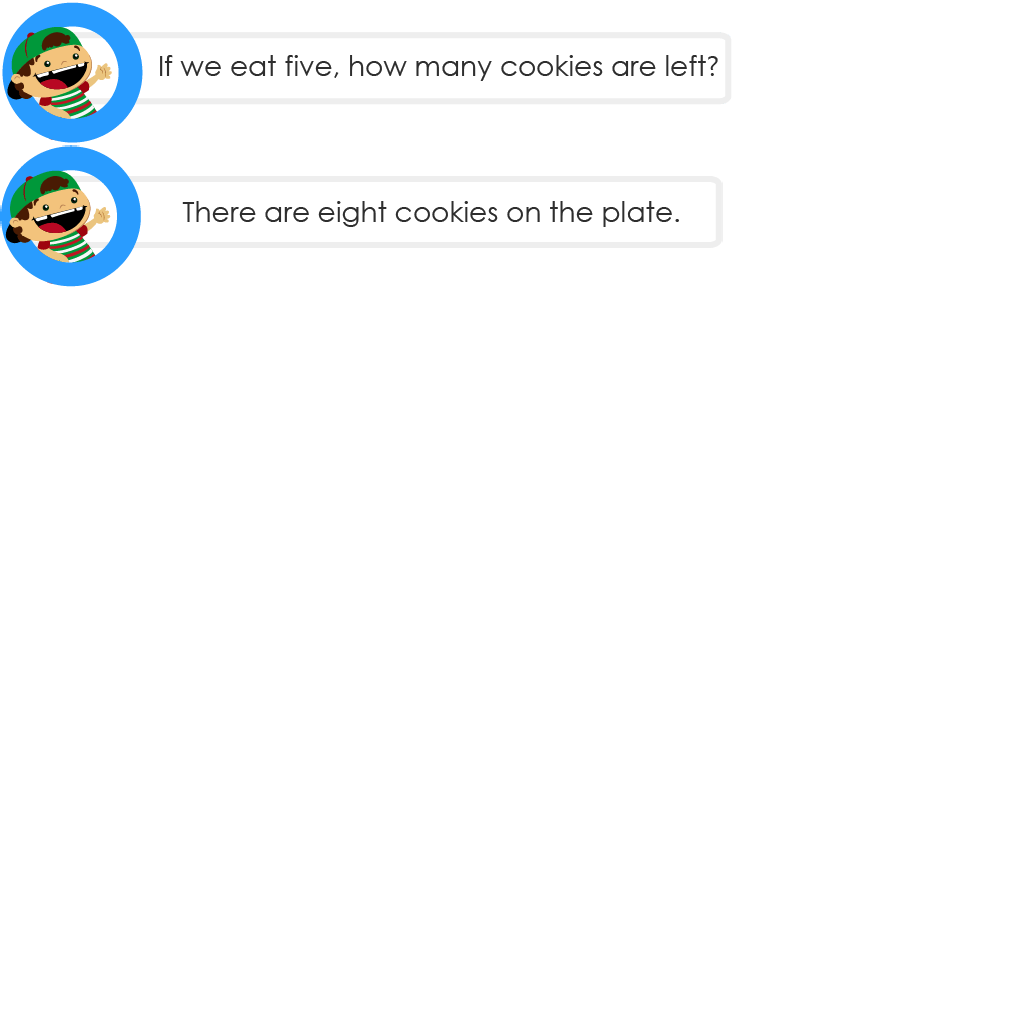 If we eat five, how many cookies are left?
There are eight cookies on the plate.